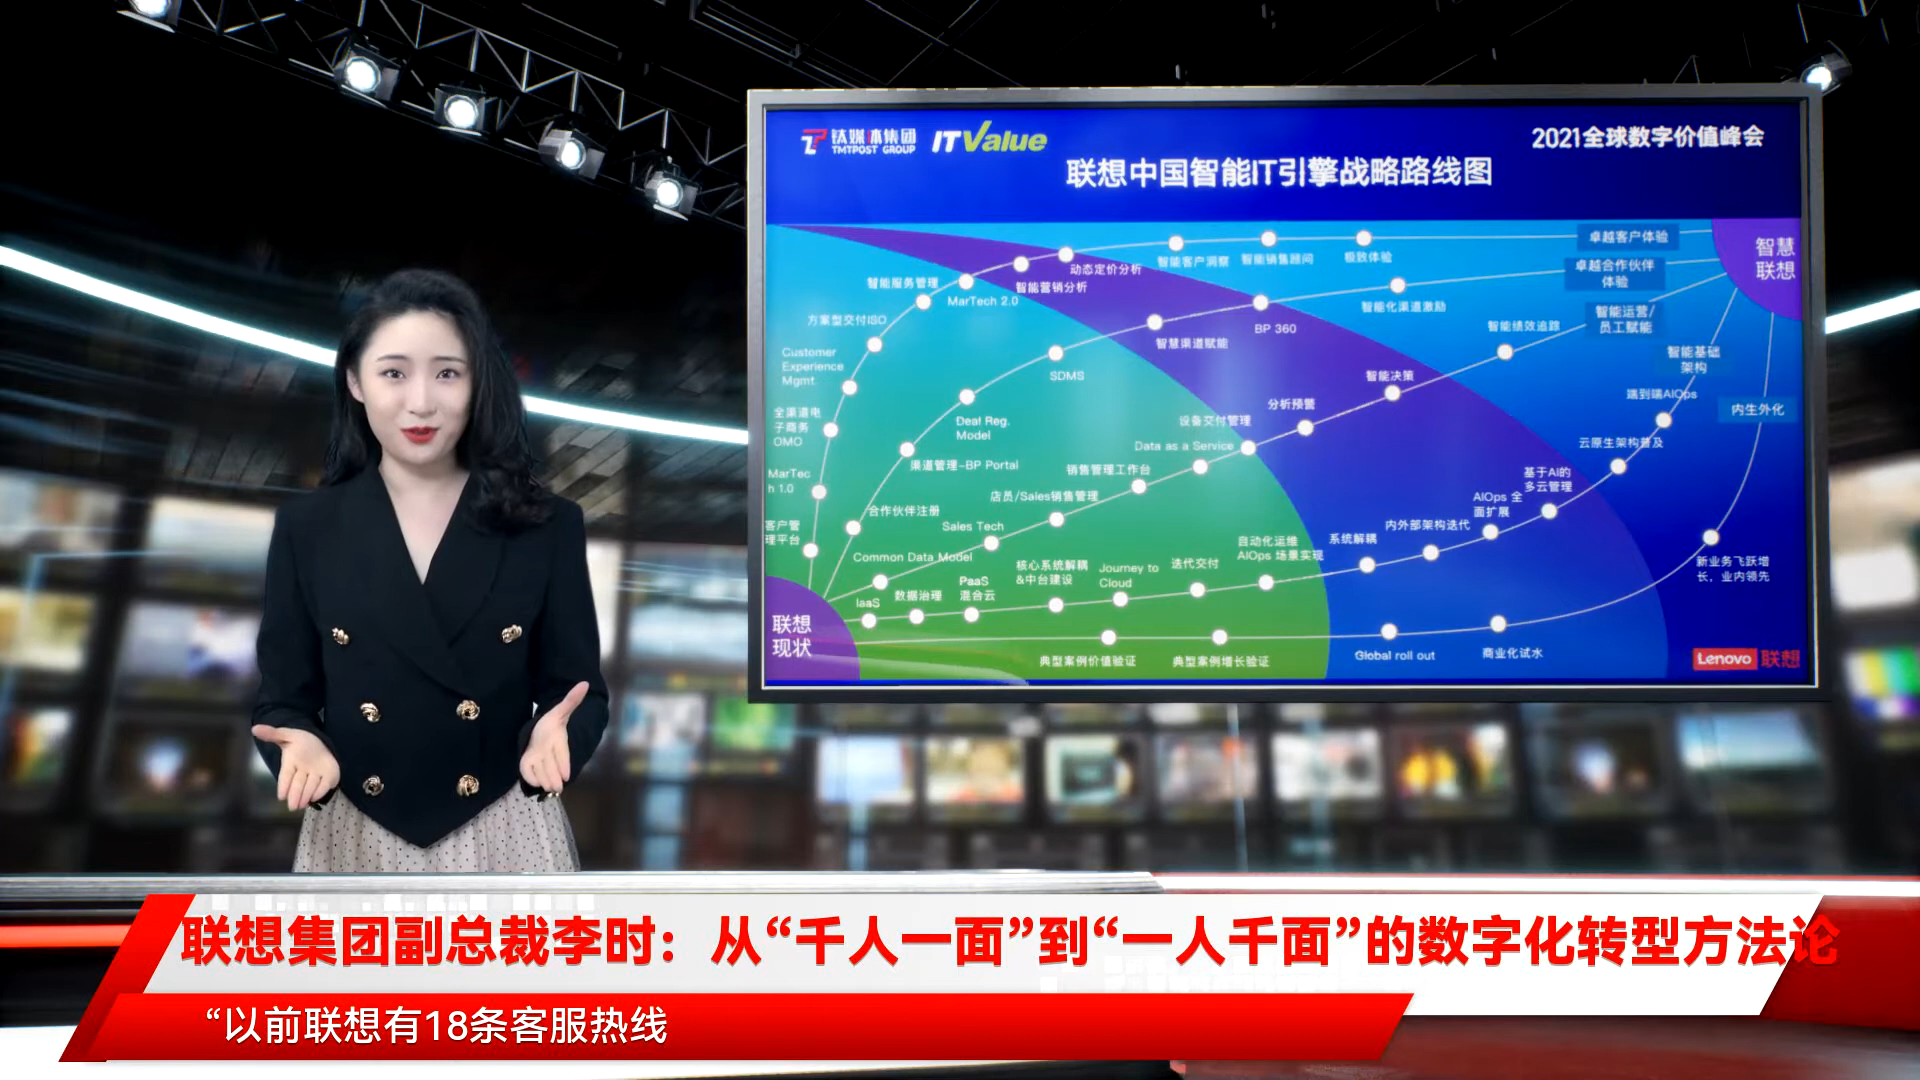 钛媒体集团
TMTPOST GROUP
ITValue
2021全球数字价值峰会
联想中国智能IT引擎战略路线图
智慧
联想
卓越客户体验
卓越合作伙伴
体验
智能运营/
员工赋能
智能基础
架构
内生外化
动态定价分析
智能客户洞察
智能销售顾问
极致体验
智能营销分析
智能服务管理
MarTech 2.0
方案型交付ISO
Customer
Experience
Mgmt
全渠道电
子商务
OMO
MarTec
h 1.0
客户管
理平台
智能化渠道激励
BP 360
智慧渠道赋能
SDMS
Deal Reg.
Model
渠道管理-BP Portal
合作伙伴注册
智能绩效追踪
智能决策
分析预警
设备交付管理
Data as a Service
销售管理工作台
店员/Sales销售管理
Sales Tech
Common Data Model
端到端AIOps
云原生架构普及
基于AI的
多云管理
AIOps 全
面扩展
内外部架构迭代
系统解耦
自动化运维
AIOps 场景实现
迭代交付
Journey to
Cloud
核心系统解耦
&中台建设
PaaS
混合云
数据治理
IaaS
新业务飞跃增
长，业内领先
联想
现状
典型案例价值验证
典型案例增长验证
Global roll out
商业化试水
Lenovo 联想
联想集团副总裁李时：从“千人一面”到“一人千面”的数字化转型方法论
“以前联想有18条客服热线